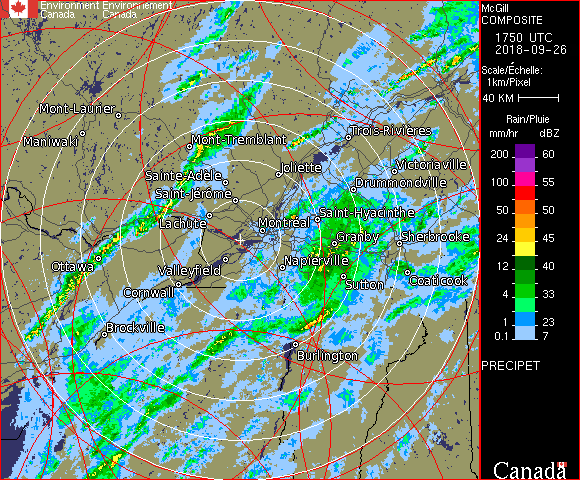 Environment Environnement
Canada Canada
McGill
COMPOSITE
1750 UTC
2018-09-26
Scale/Échelle:
1km/Pixel
40 KM
Rain/Pluie
mm/hr dBZ
200 60
100 55
50 50
24 45
12 40
4 33
1 23
0.1 7
PRECIPET
Canada
Mont-Laurier
Maniwaki
Mont-Tremblant
Trois-Rivières
Joliette
Victoriaville
Sainte-Adèle
Drummondville
Saint-Jérôme
Lachute
Saint-Hyacinthe
Montréal
Granby
Sherbrooke
Ottawa
Valleyfield
Napierville
Coaticook
Cornwall
Sutton
Brockville
Burlington